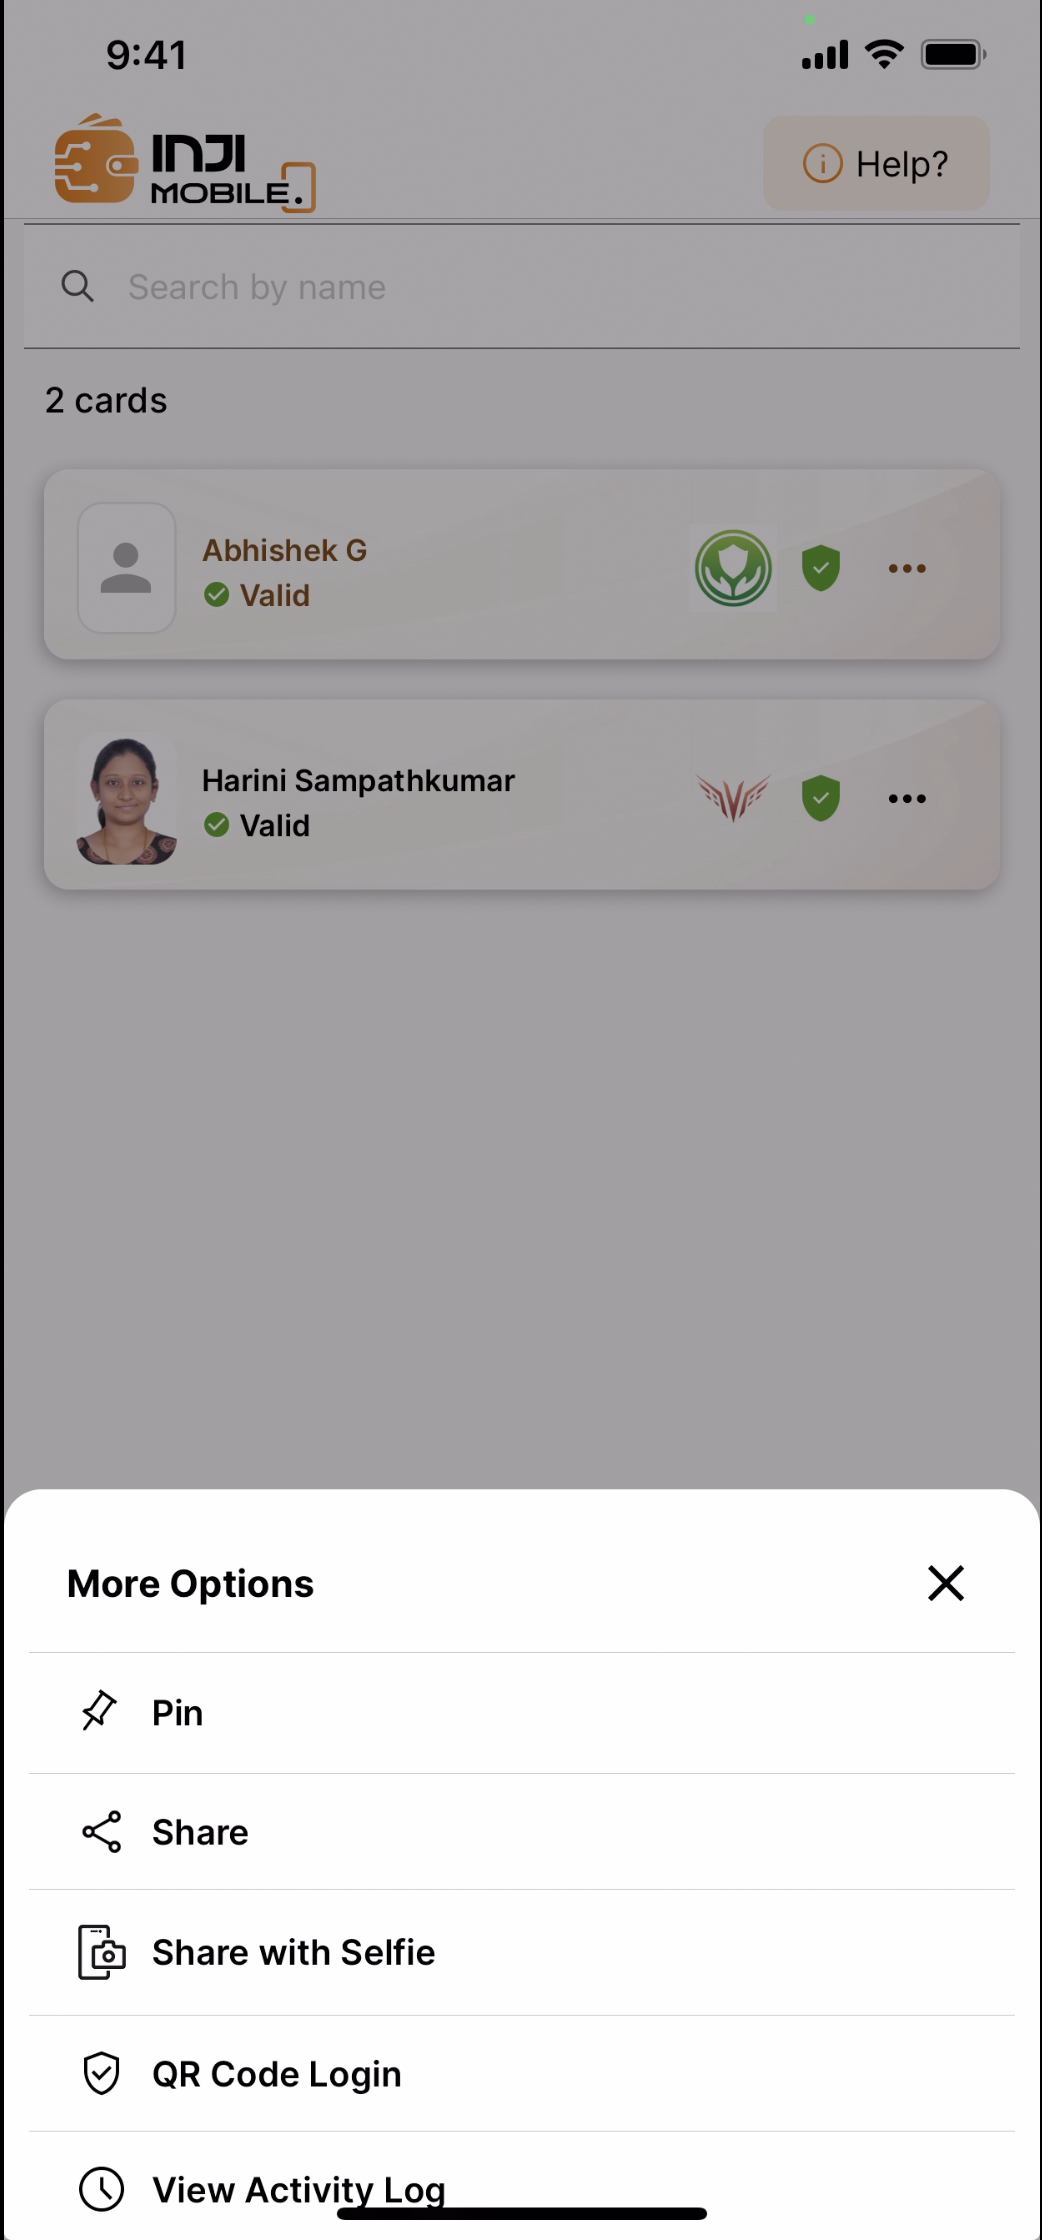 9:41
INJI
MOBILE.
Help?
Search by name
2 cards
Abhishek G
Valid
Harini Sampathkumar
Valid
More Options
Pin
Share
Share with Selfie
QR Code Login
View Activity Log